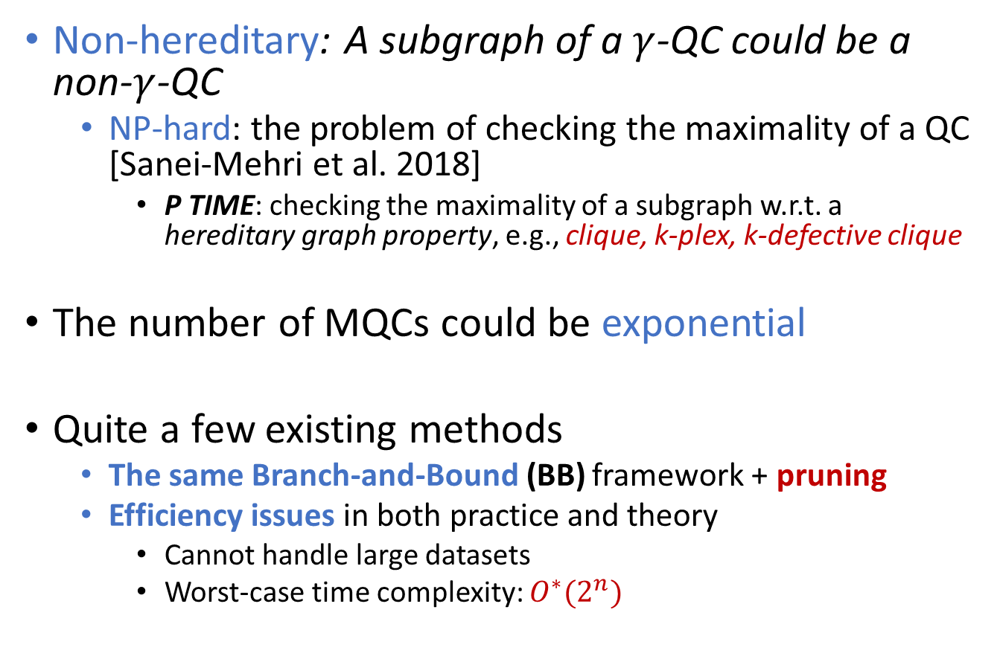 • Non-hereditary: A subgraph of a γ-QC could be a
non-γ-QC
• NP-hard: the problem of checking the maximality of a QC
[Sanei-Mehri et al. 2018]
• P TIME: checking the maximality of a subgraph w.r.t. a
hereditary graph property, e.g., clique, k-plex, k-defective clique
• The number of MQCs could be exponential
• Quite a few existing methods
• The same Branch-and-Bound (BB) framework + pruning
• Efficiency issues in both practice and theory
• Cannot handle large datasets
• Worst-case time complexity: O*(2ⁿ)